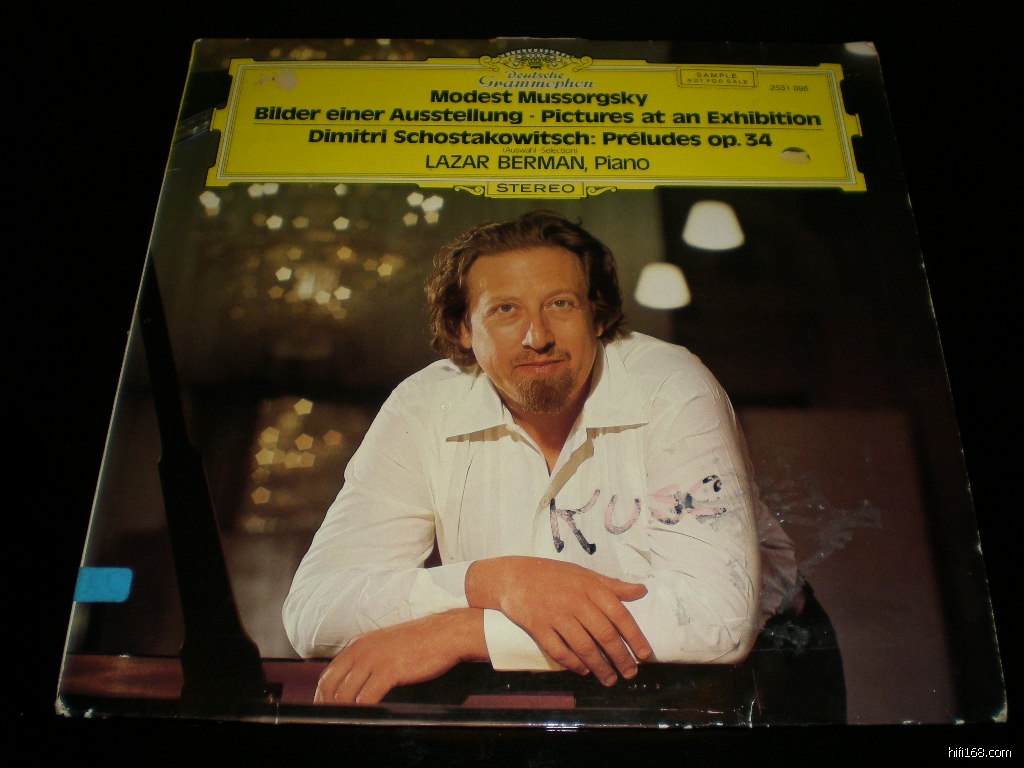 Deutsche
Grammophon
SAMPLE
NOT FOR SALE
2531 096
Modest Mussorgsky
Bilder einer Ausstellung · Pictures at an Exhibition
Dimitri Schostakowitsch: Préludes op. 34
(Auswahl · Selection)
LAZAR BERMAN, Piano
STEREO
hifi168.com